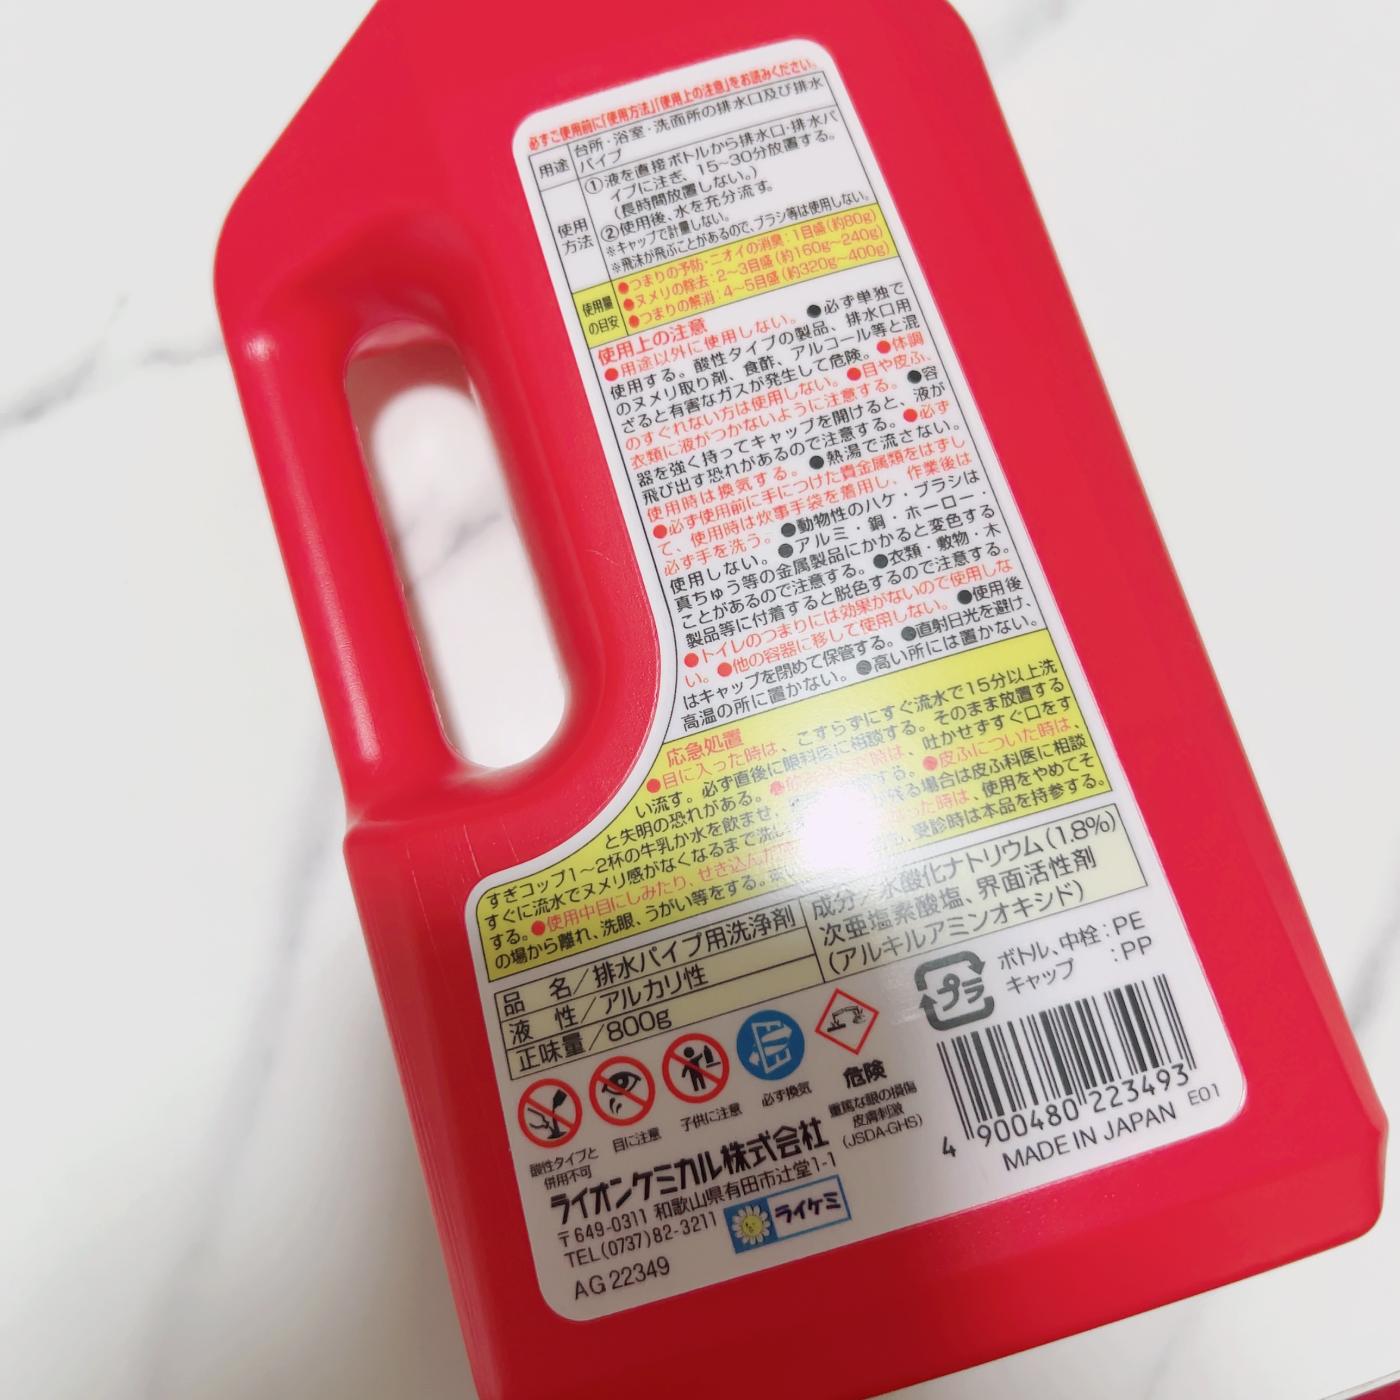 必ずご使用前に「使用方法」「使用上の注意」をお読みください。
用途
台所・浴室・洗面所の排水口及び排水
パイプ
使用
方法
①液を直接ボトルから排水口・排水パ
イプに注ぎ、15~30分放置する。
(長時間放置しない。)
②使用後、水を充分流す。
※キャップで計量しない。
※飛沫が飛ぶことがあるので、ブラシ等は使用しない。
使用量
の目安
●つまりの予防・ニオイの消臭:1目盛(約80g)
●ヌメリの除去:2~3目盛(約160g~240g)
●つまりの解消:4~5目盛(約320g~400g)
使用上の注意
●用途以外に使用しない。●必ず単独で
使用する。酸性タイプの製品、排水口用
のヌメリ取り剤、食酢、アルコール等と混
ざると有害なガスが発生して危険。●体調
のすぐれない方は使用しない。●目や皮ふ、
衣類に液がつかないように注意する。●容
器を強く持ってキャップを開けると、液が
飛び出す恐れがあるので注意する。●必ず
使用時は換気する。●熱湯で流さない。
●必ず使用前に手につけた貴金属類をはずし
て、使用時は炊事手袋を着用し、作業後は
必ず手を洗う。●動物性のハケ・ブラシは
使用しない。●アルミ・銅・ホーロー・
真ちゅう等の金属製品にかかると変色する
ことがあるので注意する。●衣類・敷物・木
製品等に付着すると脱色するので注意する。
●トイレのつまりには効果がないので使用しな
い。●他の容器に移して使用しない。●使用後
はキャップを閉めて保管する。●直射日光を避け、
高温の所に置かない。●高い所には置かない。
応急処置
●目に入った時は、こすらずにすぐ流水で15分以上洗
い流す。必ず直後に眼科医に相談する。そのまま放置する
と失明の恐れがある。 時は、吐かせずすぐ口をす
すぎコップ1~2杯の牛乳か水を飲ませ、 する。●皮ふについた時は、
すぐに流水でヌメリ感がなくなるまで洗い 残る場合は皮ふ科医に相談
する。●使用中目にしみたり、せき込んだり なった時は、使用をやめてそ
の場から離れ、洗眼、うがい等をする。 受診時は本品を持参する。
品 名/排水パイプ用洗浄剤
液 性/アルカリ性
正味量/800g
成分/水酸化ナトリウム(1.8%)
次亜塩素酸塩、界面活性剤
(アルキルアミンオキシド)
プラ
ボトル、中栓:PE
キャップ :PP
酸性タイプと
併用不可
目に注意
子供に注意
必ず換気
危険
重篤な眼の損傷
皮膚刺激
(JSDA-GHS)
4 900480 223493
E01
MADE IN JAPAN
ライオンケミカル株式会社
〒649-0311 和歌山県有田市辻堂1-1
TEL(0737)82-3211
ライケミ
AG22349